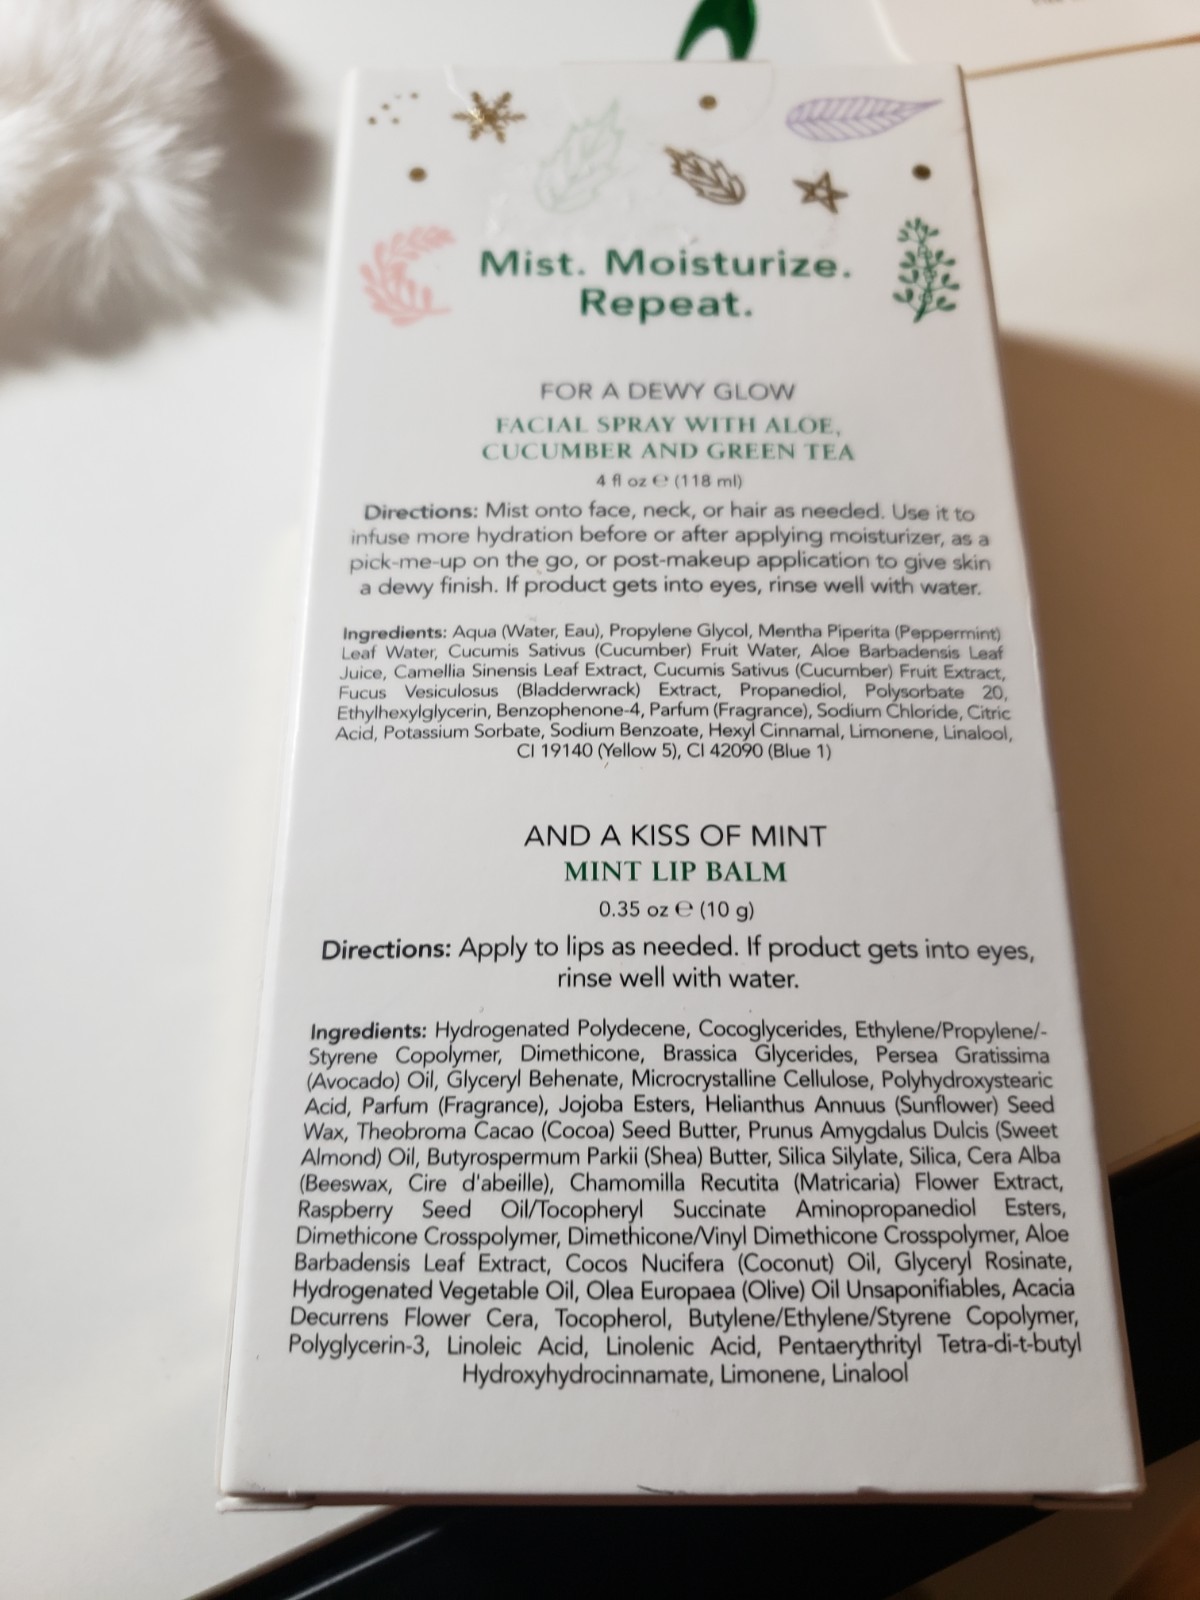 Mist. Moisturize.
Repeat.
FOR A DEWY GLOW
FACIAL SPRAY WITH ALOE,
CUCUMBER AND GREEN TEA
4 fl oz ℮ (118 ml)
Directions: Mist onto face, neck, or hair as needed. Use it to
infuse more hydration before or after applying moisturizer, as a
pick-me-up on the go, or post-makeup application to give skin
a dewy finish. If product gets into eyes, rinse well with water.
Ingredients: Aqua (Water, Eau), Propylene Glycol, Mentha Piperita (Peppermint)
Leaf Water, Cucumis Sativus (Cucumber) Fruit Water, Aloe Barbadensis Leaf
Juice, Camellia Sinensis Leaf Extract, Cucumis Sativus (Cucumber) Fruit Extract,
Fucus Vesiculosus (Bladderwrack) Extract, Propanediol, Polysorbate 20,
Ethylhexylglycerin, Benzophenone-4, Parfum (Fragrance), Sodium Chloride, Citric
Acid, Potassium Sorbate, Sodium Benzoate, Hexyl Cinnamal, Limonene, Linalool,
CI 19140 (Yellow 5), CI 42090 (Blue 1)
AND A KISS OF MINT
MINT LIP BALM
0.35 oz ℮ (10 g)
Directions: Apply to lips as needed. If product gets into eyes,
rinse well with water.
Ingredients: Hydrogenated Polydecene, Cocoglycerides, Ethylene/Propylene/-
Styrene Copolymer, Dimethicone, Brassica Glycerides, Persea Gratissima
(Avocado) Oil, Glyceryl Behenate, Microcrystalline Cellulose, Polyhydroxystearic
Acid, Parfum (Fragrance), Jojoba Esters, Helianthus Annuus (Sunflower) Seed
Wax, Theobroma Cacao (Cocoa) Seed Butter, Prunus Amygdalus Dulcis (Sweet
Almond) Oil, Butyrospermum Parkii (Shea) Butter, Silica Silylate, Silica, Cera Alba
(Beeswax, Cire d'abeille), Chamomilla Recutita (Matricaria) Flower Extract,
Raspberry Seed Oil/Tocopheryl Succinate Aminopropanediol Esters,
Dimethicone Crosspolymer, Dimethicone/Vinyl Dimethicone Crosspolymer, Aloe
Barbadensis Leaf Extract, Cocos Nucifera (Coconut) Oil, Glyceryl Rosinate,
Hydrogenated Vegetable Oil, Olea Europaea (Olive) Oil Unsaponifiables, Acacia
Decurrens Flower Cera, Tocopherol, Butylene/Ethylene/Styrene Copolymer,
Polyglycerin-3, Linoleic Acid, Linolenic Acid, Pentaerythrityl Tetra-di-t-butyl
Hydroxyhydrocinnamate, Limonene, Linalool